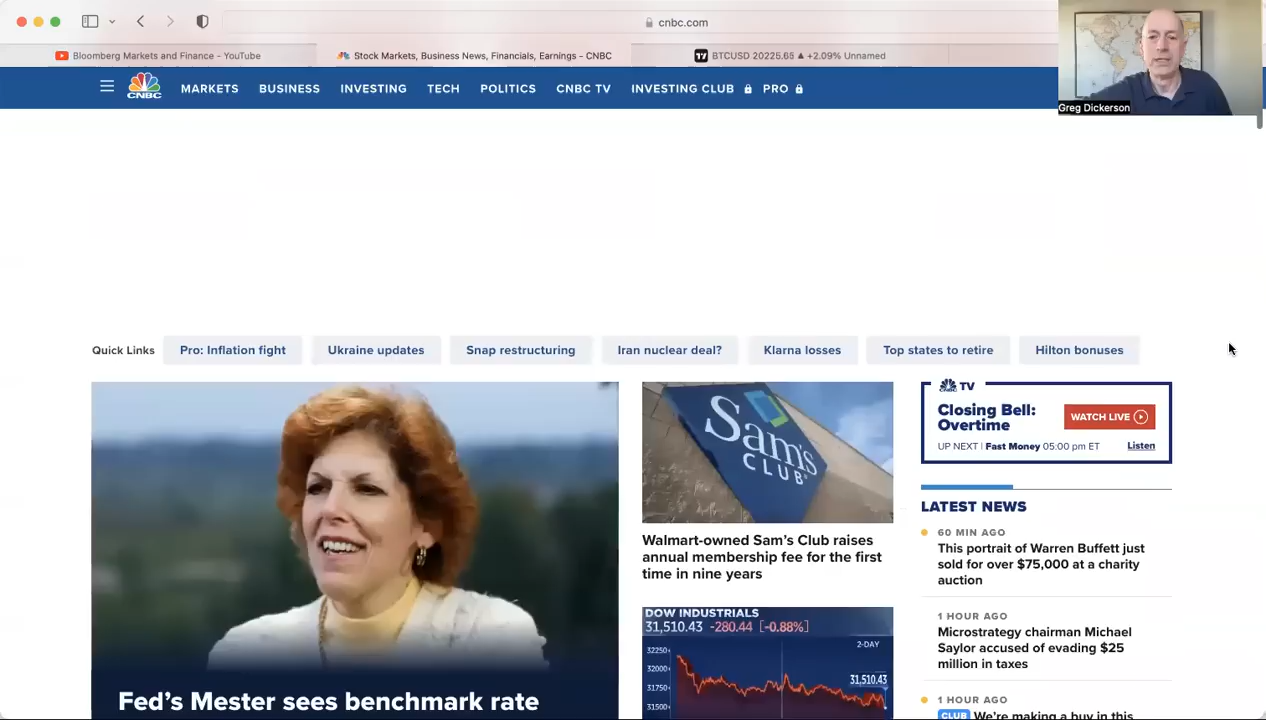 cnbc.com
Bloomberg Markets and Finance - YouTube
Stock Markets, Business News, Financials, Earnings - CNBC
BTCUSD 20225.65 ▲ +2.09% Unnamed
CNBC
MARKETS BUSINESS INVESTING TECH POLITICS CNBC TV INVESTING CLUB PRO
Greg Dickerson
Quick Links Pro: Inflation fight Ukraine updates Snap restructuring Iran nuclear deal? Klarna losses Top states to retire Hilton bonuses
Fed's Mester sees benchmark rate
Sam's
CLUB
Walmart-owned Sam's Club raises
annual membership fee for the first
time in nine years
DOW INDUSTRIALS
31,510.43 -280.44 [-0.88%]
2-DAY
32250
32000
31750
31500
31,510.43
TV
Closing Bell:
Overtime
WATCH LIVE
UP NEXT | Fast Money 05:00 pm ET Listen
LATEST NEWS
60 MIN AGO
This portrait of Warren Buffett just
sold for over $75,000 at a charity
auction
1 HOUR AGO
Microstrategy chairman Michael
Saylor accused of evading $25
million in taxes
1 HOUR AGO
CLUB We're making a buy in this